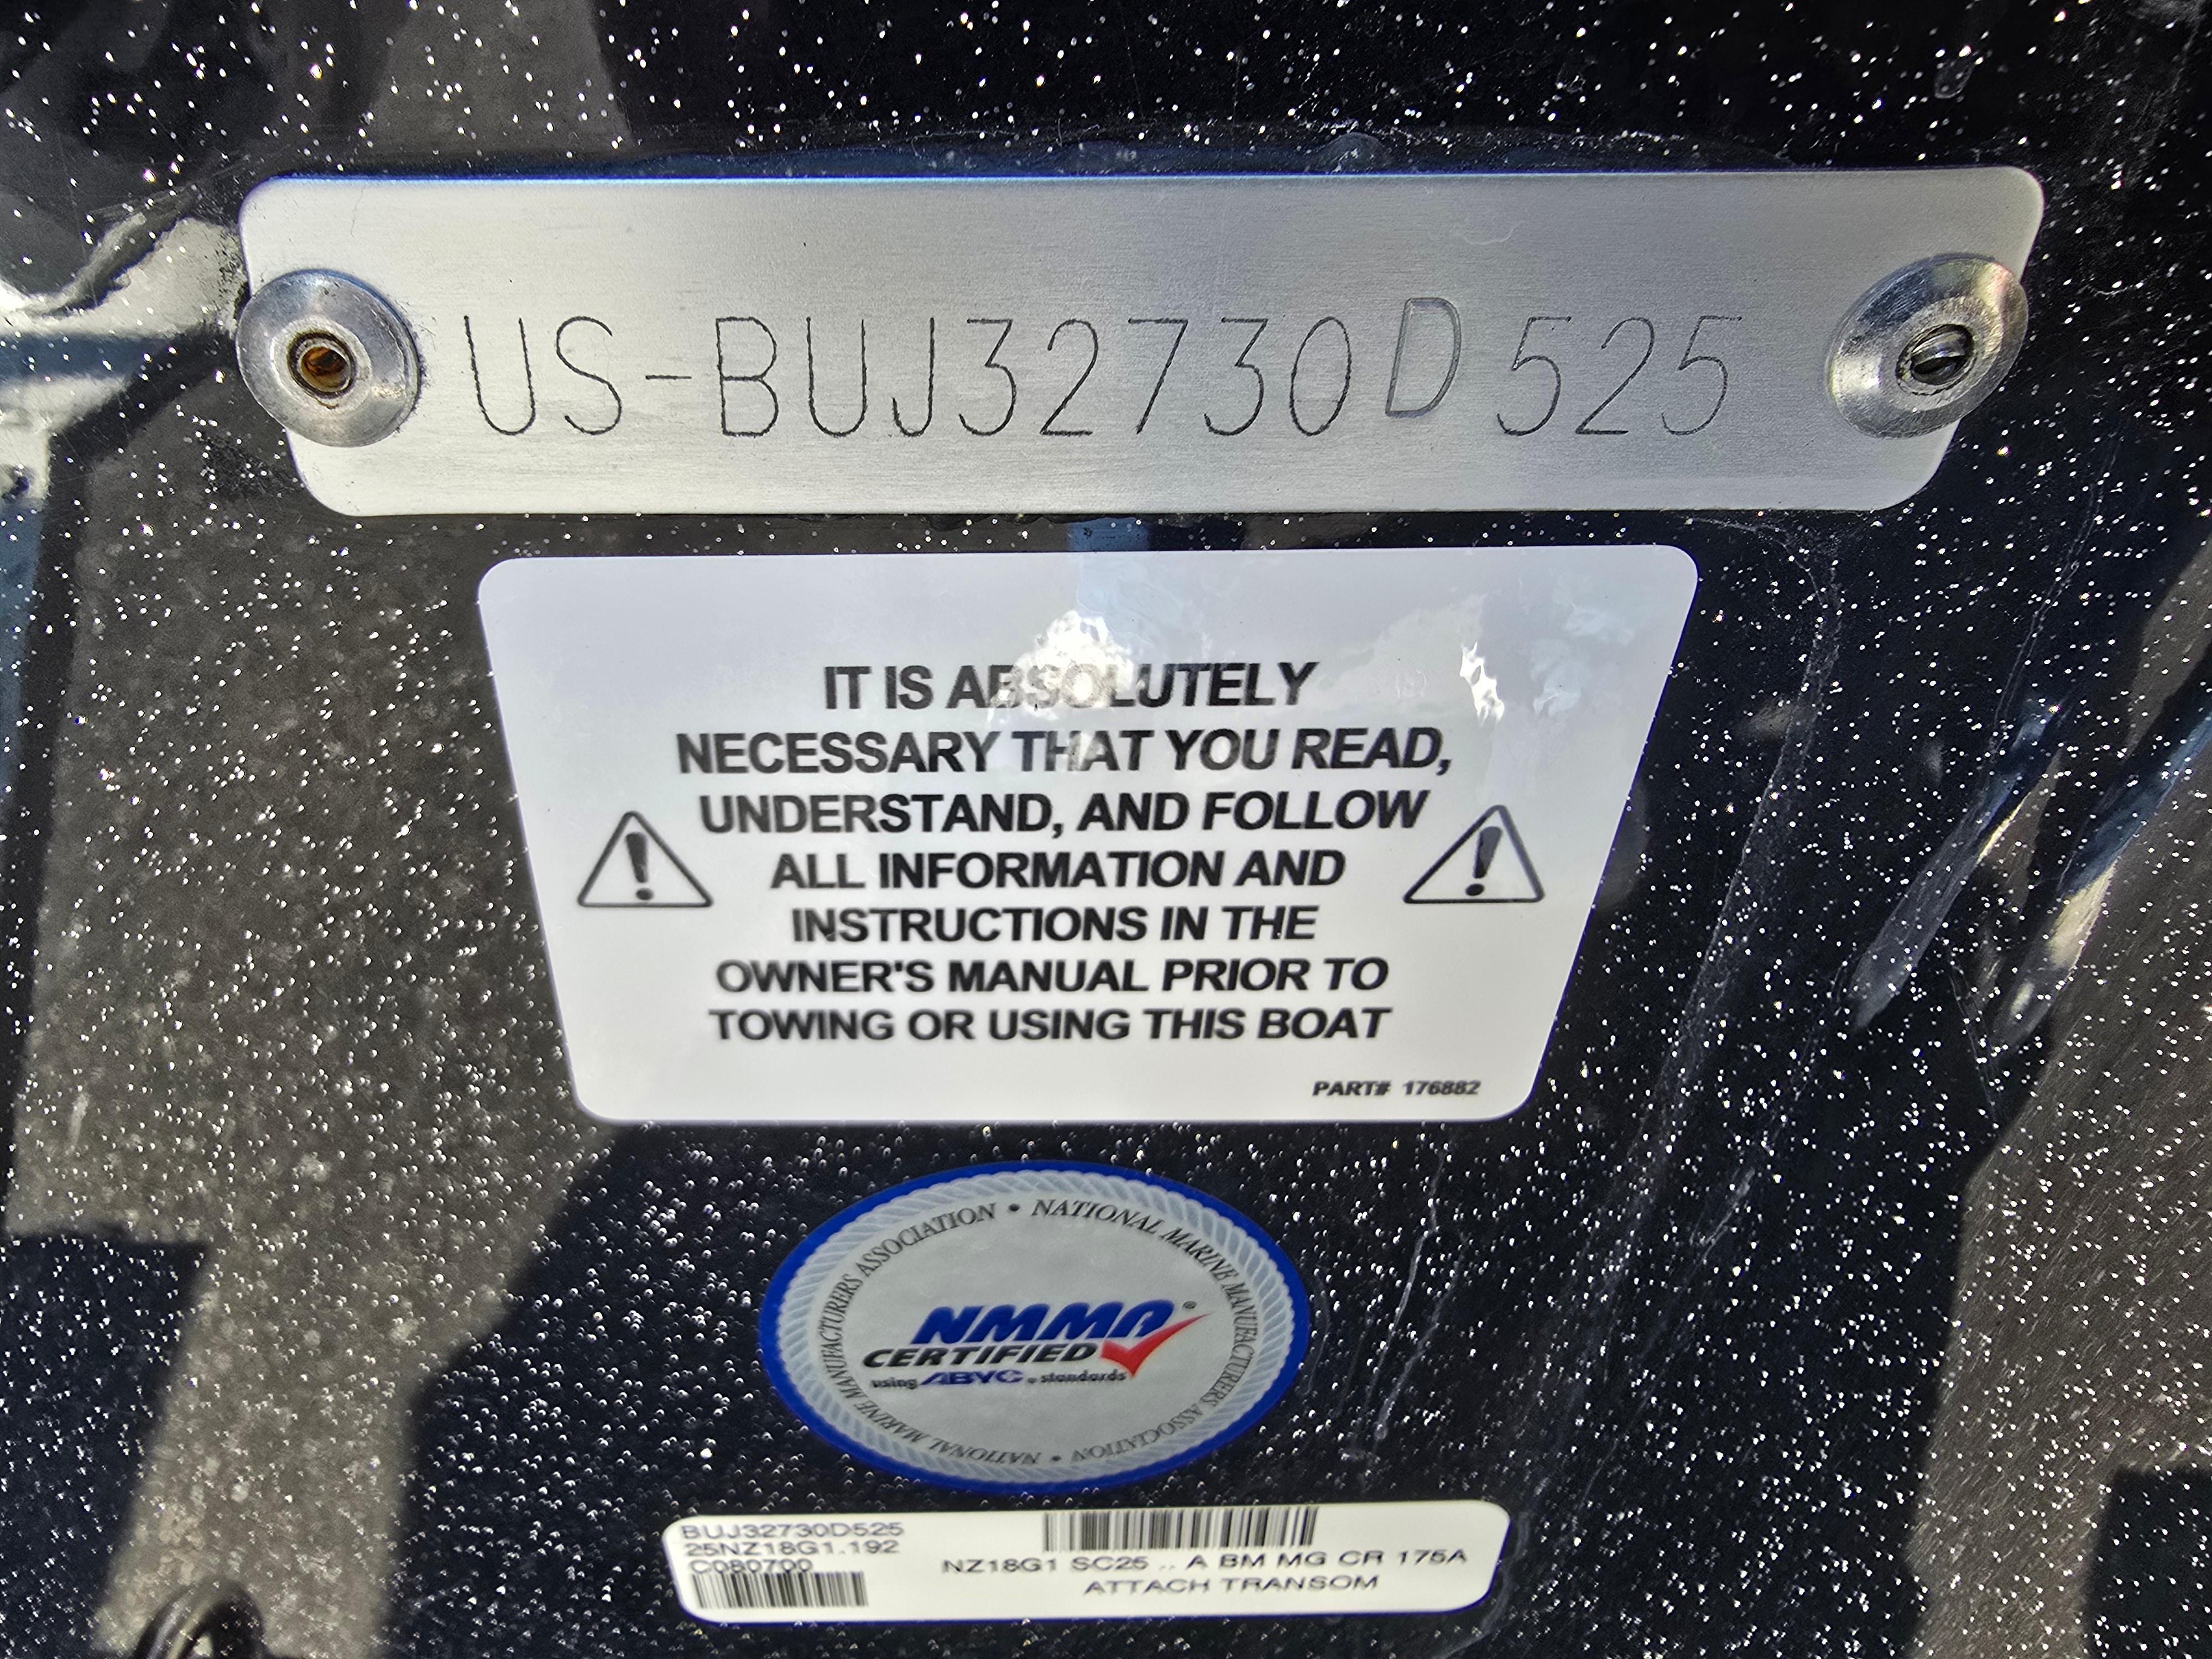 US-BUJ32730D525
IT IS ABSOLUTELY
NECESSARY THAT YOU READ,
UNDERSTAND, AND FOLLOW
ALL INFORMATION AND
INSTRUCTIONS IN THE
OWNER'S MANUAL PRIOR TO
TOWING OR USING THIS BOAT
PART# 176882
• NATIONAL MARINE MANUFACTURERS ASSOCIATION • NATIONAL MARINE MANUFACTURERS ASSOCIATION
NMMA®
CERTIFIED
using ABYC® standards
BUJ32730D525
25NZ18G1.192
C080700
NZ18G1 SC25 .. A BM MG CR 175A
ATTACH TRANSOM